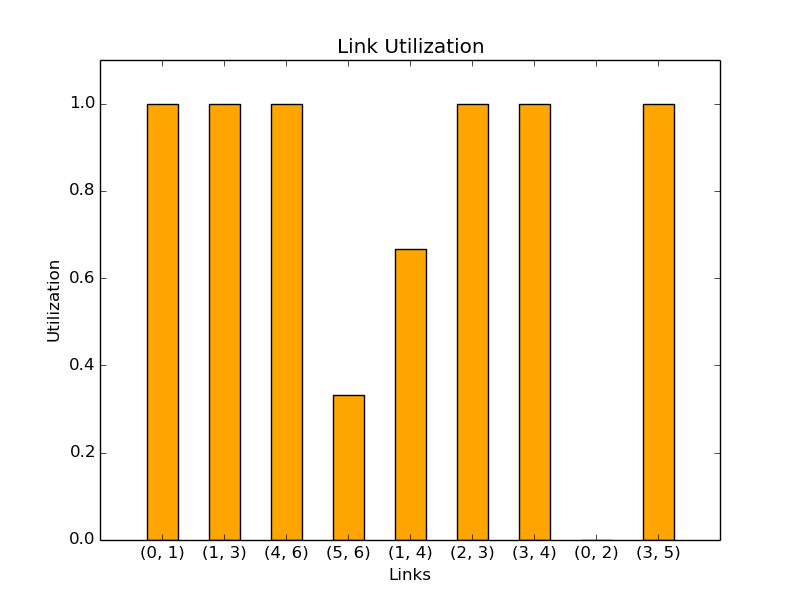 Link Utilization
1.0
0.8
0.6
0.4
0.2
0.0
Utilization
(0, 1) (1, 3) (4, 6) (5, 6) (1, 4) (2, 3) (3, 4) (0, 2) (3, 5)
Links